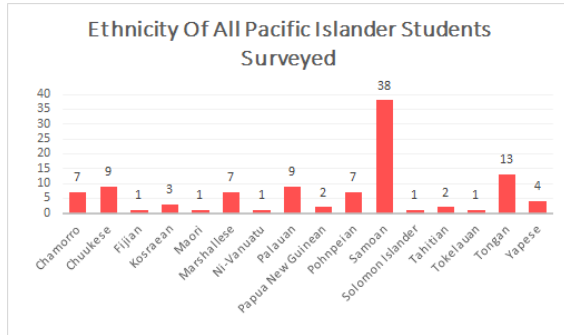 Ethnicity Of All Pacific Islander Students
Surveyed
40
35
30
25
20
15
10
5
0
7
9
1
3
1
7
1
9
2
7
38
1
2
1
13
4
Chamorro
Chuukese
Fijian
Kosraean
Maori
Marshallese
Ni-Vanuatu
Palauan
Papua New Guinean
Pohnpeian
Samoan
Solomon Islander
Tahitian
Tokelauan
Tongan
Yapese